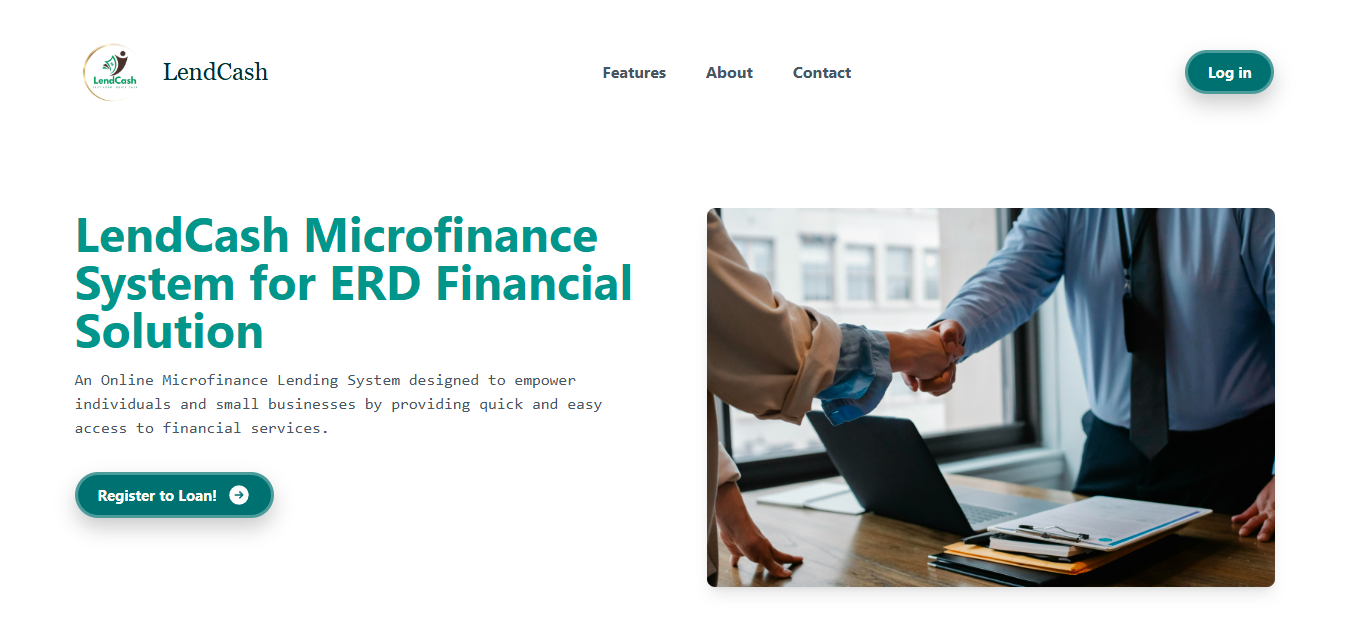 LendCash
LendCash
Features
About
Contact
Log in
LendCash Microfinance
System for ERD Financial
Solution
An Online Microfinance Lending System designed to empower
individuals and small businesses by providing quick and easy
access to financial services.
Register to Loan!